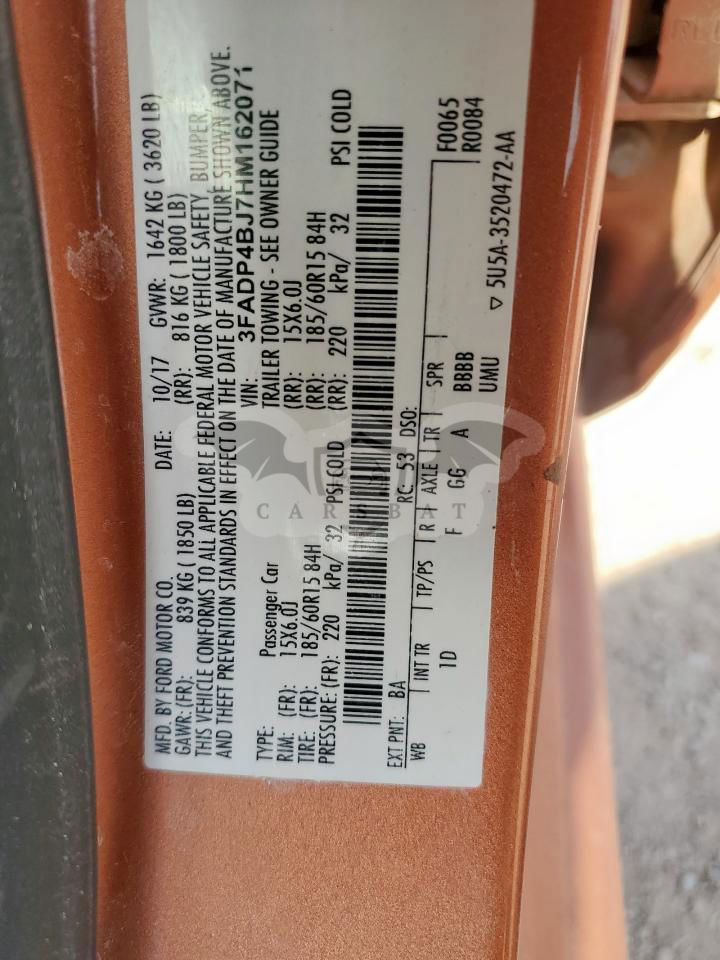 MFD. BY FORD MOTOR CO. DATE: 10/17 GVWR: 1642 KG ( 3620 LB)
GAWR: (FR): 839 KG ( 1850 LB) (RR): 816 KG ( 1800 LB)
THIS VEHICLE CONFORMS TO ALL APPLICABLE FEDERAL MOTOR VEHICLE SAFETY, BUMPER,
AND THEFT PREVENTION STANDARDS IN EFFECT ON THE DATE OF MANUFACTURE SHOWN ABOVE.
VIN: 3FADP4BJ7HM162071
TYPE: Passenger Car TRAILER TOWING - SEE OWNER GUIDE
RIM: (FR): 15X6.0J (RR): 15X6.0J
TIRE: (FR): 185/60R15 84H (RR): 185/60R15 84H
PRESSURE: (FR): 220 kPa/ 32 PSI COLD (RR): 220 kPa/ 32 PSI COLD
EXT PNT: BA RC: 53 DSO: F0065
R0084
WB INT TR TP/PS R AXLE TR SPR
1D F GG A BBBB
UMU
▽ 5U5A-3520472-AA
CARSBAT